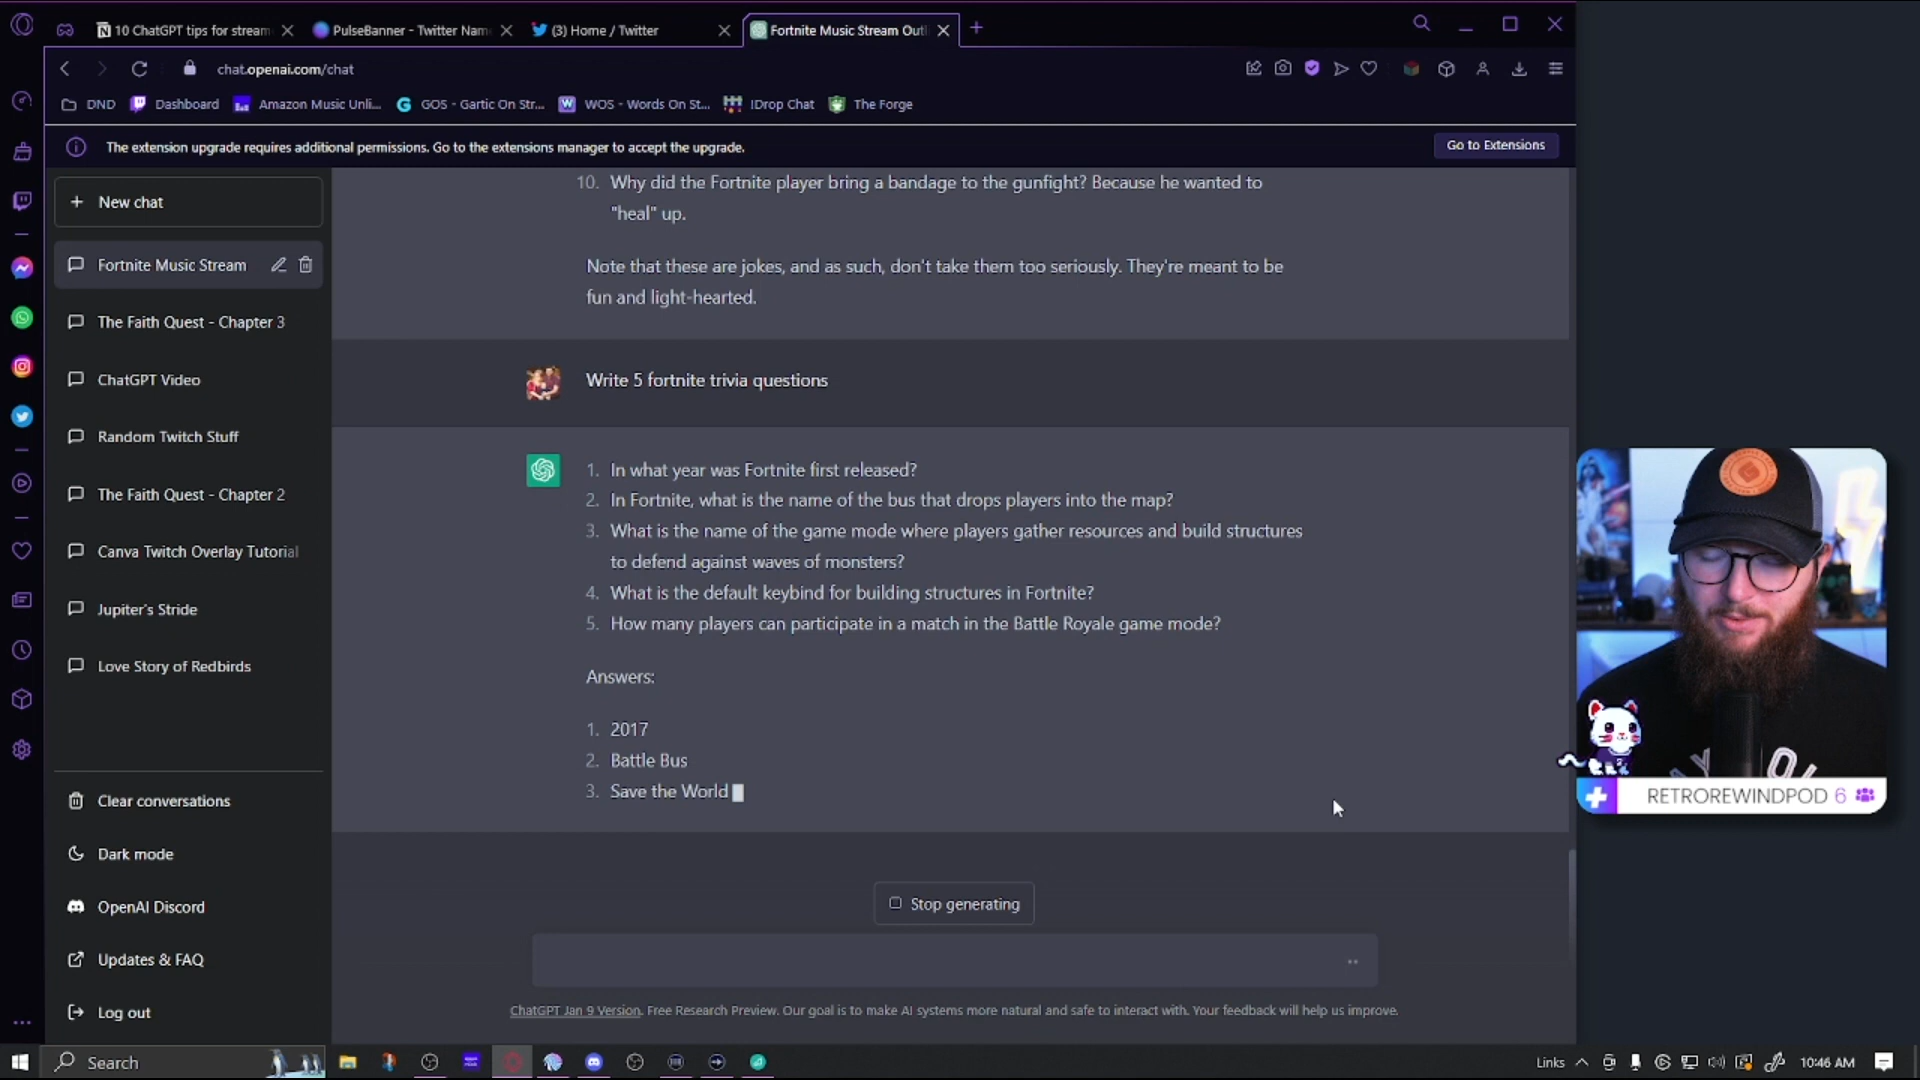 10 ChatGPT tips for stream
PulseBanner - Twitter Nam
(3) Home / Twitter
Fortnite Music Stream Outl
chat.openai.com/chat
DND
Dashboard
Amazon Music Unli...
GOS - Gartic On Str...
WOS - Words On St...
!Drop Chat
The Forge
The extension upgrade requires additional permissions. Go to the extensions manager to accept the upgrade.
Go to Extensions
New chat
Fortnite Music Stream
The Faith Quest - Chapter 3
ChatGPT Video
Random Twitch Stuff
The Faith Quest - Chapter 2
Canva Twitch Overlay Tutorial
Jupiter's Stride
Love Story of Redbirds
Clear conversations
Dark mode
OpenAI Discord
Updates & FAQ
Log out
10. Why did the Fortnite player bring a bandage to the gunfight? Because he wanted to
"heal" up.
Note that these are jokes, and as such, don't take them too seriously. They're meant to be
fun and light-hearted.
Write 5 fortnite trivia questions
1. In what year was Fortnite first released?
2. In Fortnite, what is the name of the bus that drops players into the map?
3. What is the name of the game mode where players gather resources and build structures
to defend against waves of monsters?
4. What is the default keybind for building structures in Fortnite?
5. How many players can participate in a match in the Battle Royale game mode?
Answers:
1. 2017
2. Battle Bus
3. Save the World
Stop generating
ChatGPT Jan 9 Version. Free Research Preview. Our goal is to make AI systems more natural and safe to interact with. Your feedback will help us improve.
RETROREWINDPOD 6
Search
Links
10:46 AM